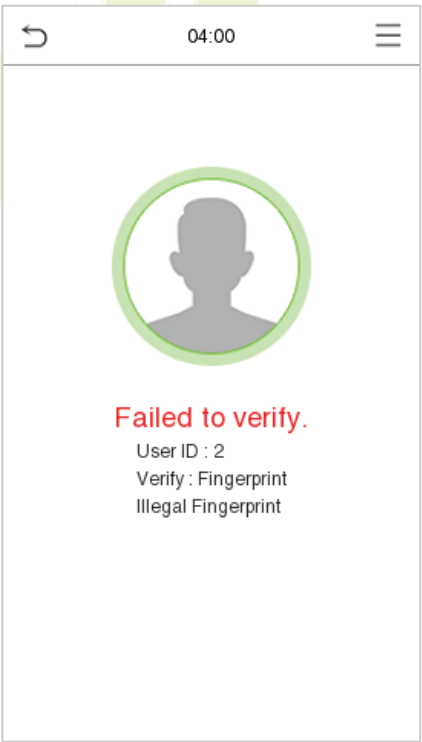 04:00
Failed to verify.
User ID : 2
Verify : Fingerprint
Illegal Fingerprint